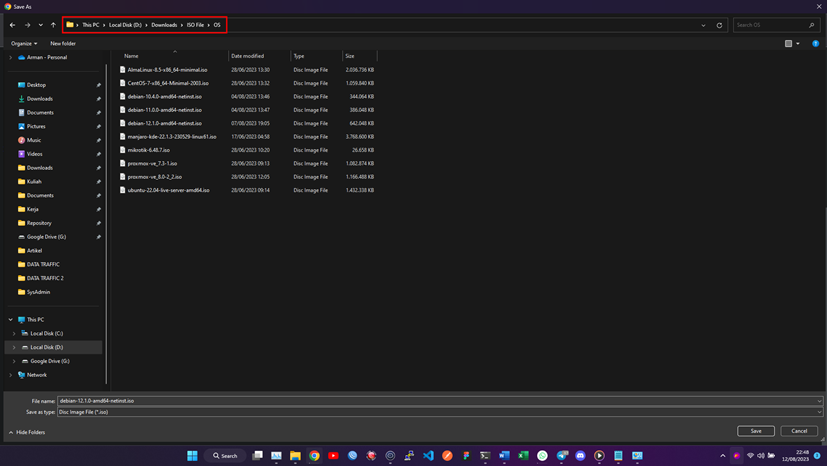 Save As
This PC > Local Disk (D:) > Downloads > ISO File > OS
Search OS
Organize New folder
Name Date modified Type Size
Arman - Personal
Desktop
Downloads
Documents
Pictures
Music
Videos
Downloads
Kuliah
Documents
Kerja
Repository
Google Drive (G:)
Artikel
DATA TRAFFIC
DATA TRAFFIC 2
SysAdmin
This PC
Local Disk (C:)
Local Disk (D:)
Google Drive (G:)
Network
AlmaLinux-8.5-x86_64-minimal.iso 28/06/2023 13:30 Disc Image File 2.036.736 KB
CentOS-7-x86_64-Minimal-2003.iso 28/06/2023 13:32 Disc Image File 1.059.840 KB
debian-10.4.0-amd64-netinst.iso 04/08/2023 13:46 Disc Image File 344.064 KB
debian-11.0.0-amd64-netinst.iso 04/08/2023 13:47 Disc Image File 386.048 KB
debian-12.1.0-amd64-netinst.iso 07/08/2023 19:05 Disc Image File 642.048 KB
manjaro-kde-22.1.3-230529-linux61.iso 17/06/2023 04:58 Disc Image File 3.768.600 KB
mikrotik-6.48.7.iso 28/06/2023 10:20 Disc Image File 26.658 KB
proxmox-ve_7.3-1.iso 28/06/2023 09:13 Disc Image File 1.082.874 KB
proxmox-ve_8.0-2_2.iso 28/06/2023 12:05 Disc Image File 1.166.488 KB
ubuntu-22.04-live-server-amd64.iso 28/06/2023 09:14 Disc Image File 1.432.338 KB
File name: debian-12.1.0-amd64-netinst.iso
Save as type: Disc Image File (*.iso)
Hide Folders
Save Cancel
Search
22:46
12/08/2023